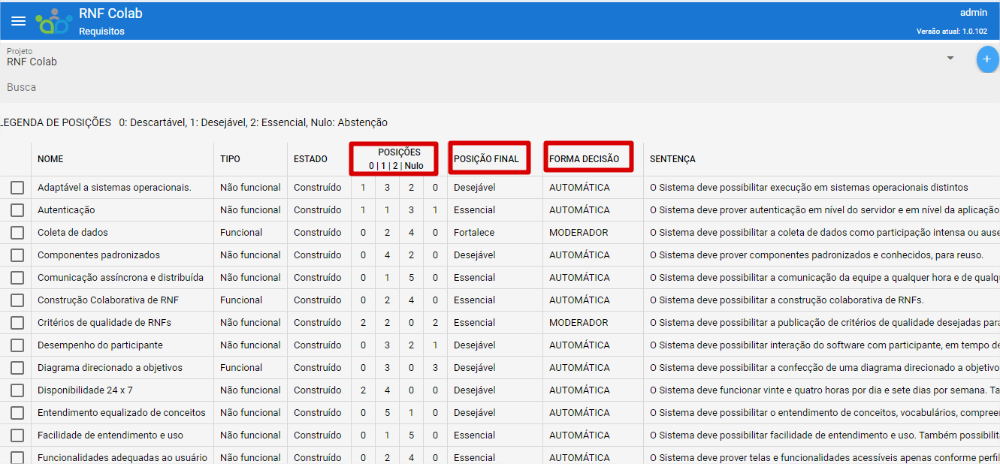 RNF Colab
admin
Requisitos
Versão atual: 1.0.102
Projeto
RNF Colab
+
Busca
LEGENDA DE POSIÇÕES 0: Descartável, 1: Desejável, 2: Essencial, Nulo: Abstenção
NOME TIPO ESTADO POSIÇÕES 0 | 1 | 2 | Nulo POSIÇÃO FINAL FORMA DECISÃO SENTENÇA
Adaptável a sistemas operacionais. Não funcional Construído 1 3 2 0 Desejável AUTOMÁTICA O Sistema deve possibilitar execução em sistemas operacionais distintos
Autenticação Não funcional Construído 1 1 3 1 Essencial AUTOMÁTICA O Sistema deve prover autenticação em nível do servidor e em nível da aplicação
Coleta de dados Funcional Construído 0 2 4 0 Fortalece MODERADOR O Sistema deve possibilitar a coleta de dados como participação intensa ou ause
Componentes padronizados Não funcional Construído 0 4 2 0 Desejável AUTOMÁTICA O Sistema deve prover componentes padronizados e conhecidos, para reuso.
Comunicação assíncrona e distribuída Não funcional Construído 0 1 5 0 Essencial AUTOMÁTICA O Sistema deve possibilitar a comunicação da equipe a qualquer hora e de qualqu
Construção Colaborativa de RNF Funcional Construído 0 2 4 0 Essencial AUTOMÁTICA O Sistema deve possibilitar a construção colaborativa de RNFs.
Critérios de qualidade de RNFs Não funcional Construído 2 2 0 2 Essencial MODERADOR O Sistema deve possibilitar a publicação de critérios de qualidade desejadas para
Desempenho do participante Não funcional Construído 0 3 2 1 Desejável AUTOMÁTICA O Sistema deve possibilitar interação do software com participante, em tempo de
Diagrama direcionado a objetivos Funcional Construído 0 3 0 3 Desejável AUTOMÁTICA O Sistema deve possibilitar a confecção de uma diagrama direcionado a objetivo
Disponibilidade 24 x 7 Não funcional Construído 2 4 0 0 Desejável AUTOMÁTICA O Sistema deve funcionar vinte e quatro horas por dia e sete dias por semana. Ta
Entendimento equalizado de conceitos Não funcional Construído 0 5 1 0 Desejável AUTOMÁTICA O Sistema deve possibilitar o entendimento de conceitos, vocabulários, compreen
Facilidade de entendimento e uso Não funcional Construído 0 1 5 0 Essencial AUTOMÁTICA O Sistema deve possibilitar facilidade de entendimento e uso. Também possibilita
Funcionalidades adequadas ao usuário Não funcional Construído 0 2 4 0 Essencial AUTOMÁTICA O Sistema deve prover telas e funcionalidades acessíveis apenas conforme perfil